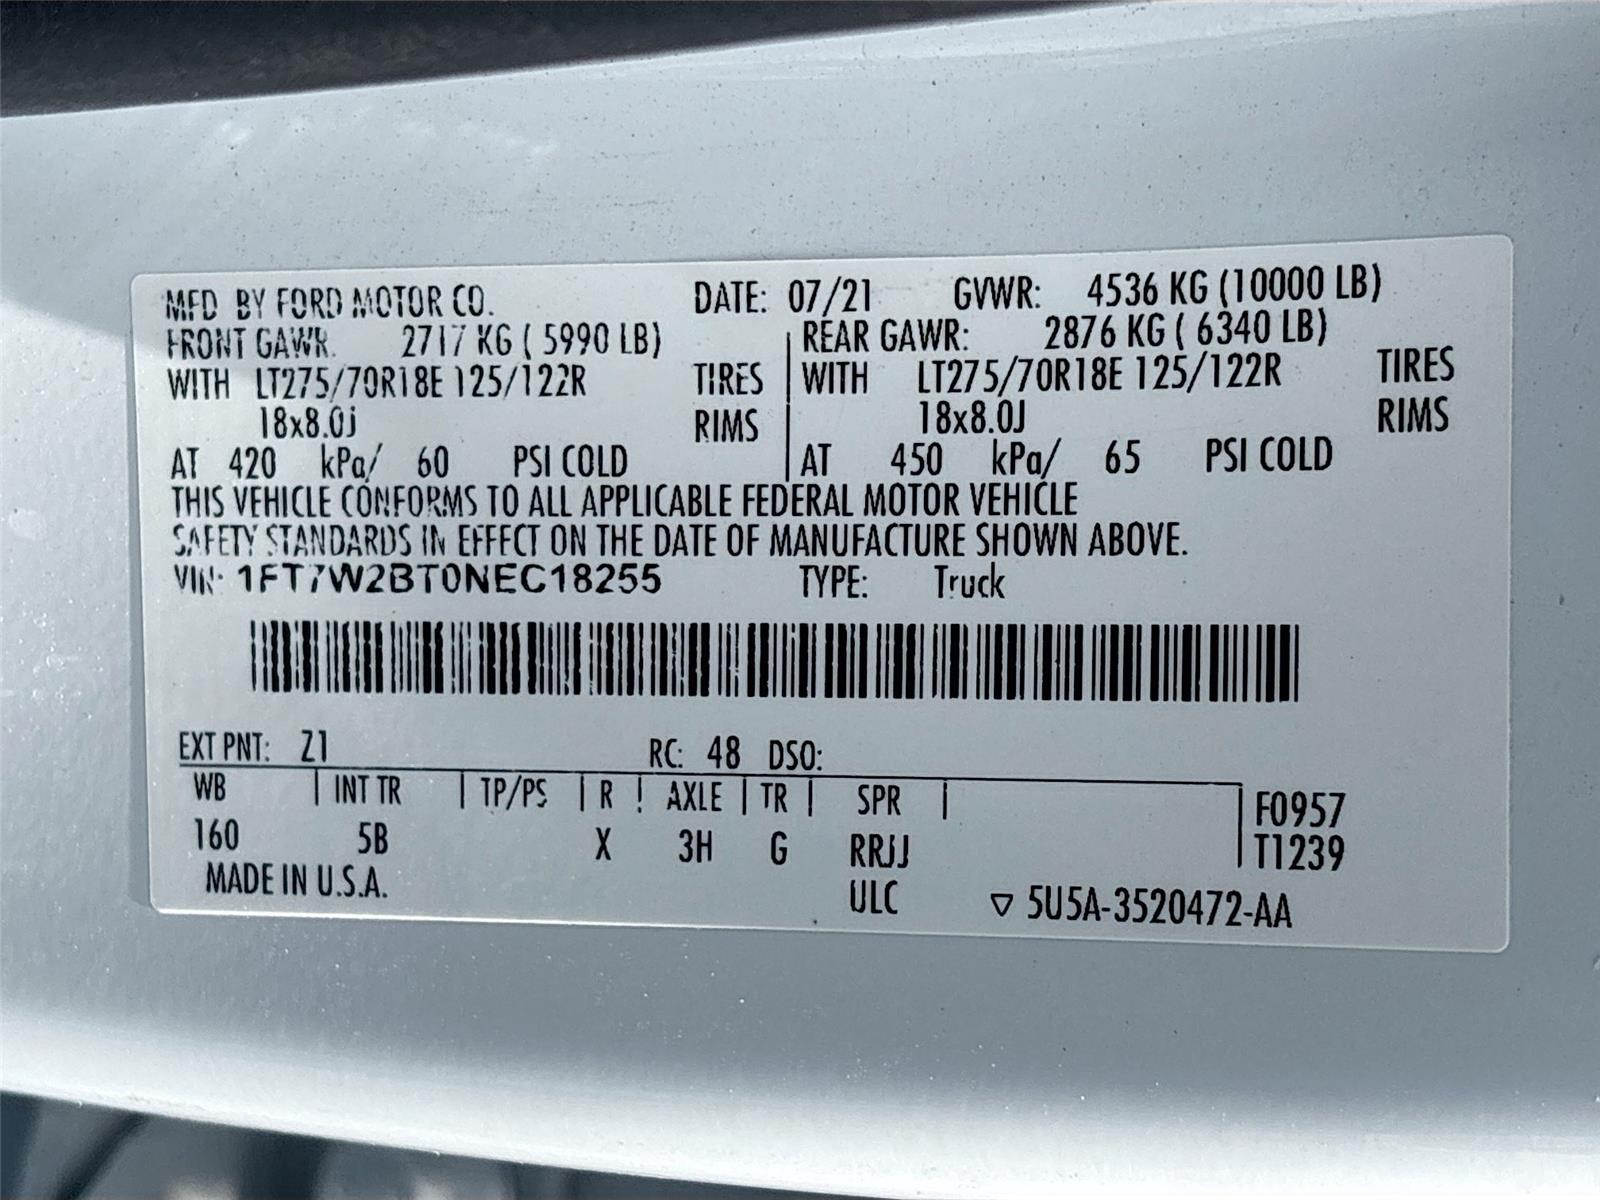 MFD BY FORD MOTOR CO. DATE: 07/21 GVWR: 4536 KG (10000 LB)
FRONT GAWR: 2717 KG ( 5990 LB) REAR GAWR: 2876 KG ( 6340 LB)
WITH LT275/70R18E 125/122R TIRES WITH LT275/70R18E 125/122R TIRES
18x8.0J RIMS 18x8.0J RIMS
AT 420 kPa/ 60 PSI COLD AT 450 kPa/ 65 PSI COLD
THIS VEHICLE CONFORMS TO ALL APPLICABLE FEDERAL MOTOR VEHICLE
SAFETY STANDARDS IN EFFECT ON THE DATE OF MANUFACTURE SHOWN ABOVE.
VIN: 1FT7W2BT0NEC18255 TYPE: Truck
EXT PNT: Z1 RC: 48 DSO:
WB INT TR TP/PS R AXLE TR SPR F0957
160 5B X 3H G RRJJ T1239
MADE IN U.S.A. ULC ▽ 5U5A-3520472-AA